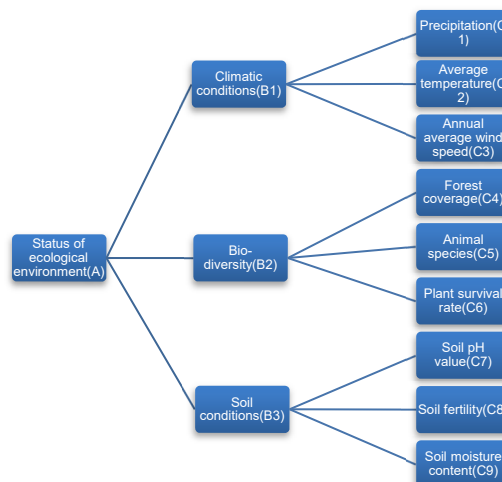 Precipitation(C
1)
Climatic
conditions(B1)
Average
temperature(C
2)
Annual
average wind
speed(C3)
Status of
ecological
environment(A)
Bio-
diversity(B2)
Forest
coverage(C4)
Animal
species(C5)
Plant survival
rate(C6)
Soil
conditions(B3)
Soil pH
value(C7)
Soil fertility(C8
Soil moisture
content(C9)